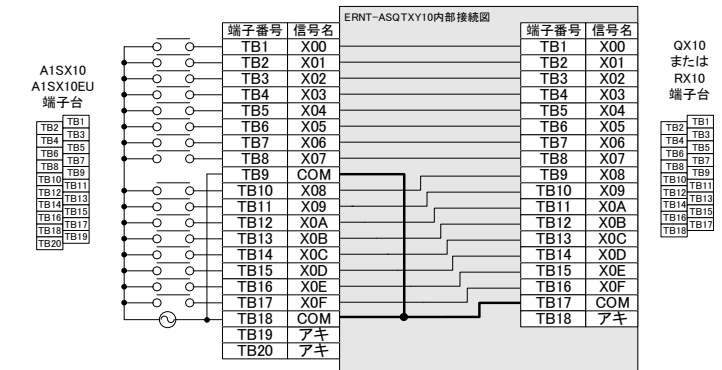 ERNT-ASQTXY10内部接続図
A1SX10
A1SX10EU
端子台
TB1
TB2
TB3
TB4
TB5
TB6
TB7
TB8
TB9
TB10
TB11
TB12
TB13
TB14
TB15
TB16
TB17
TB18
TB19
TB20
端子番号 信号名
TB1 X00
TB2 X01
TB3 X02
TB4 X03
TB5 X04
TB6 X05
TB7 X06
TB8 X07
TB9 COM
TB10 X08
TB11 X09
TB12 X0A
TB13 X0B
TB14 X0C
TB15 X0D
TB16 X0E
TB17 X0F
TB18 COM
TB19 アキ
TB20 アキ
端子番号 信号名
TB1 X00
TB2 X01
TB3 X02
TB4 X03
TB5 X04
TB6 X05
TB7 X06
TB8 X07
TB9 X08
TB10 X09
TB11 X0A
TB12 X0B
TB13 X0C
TB14 X0D
TB15 X0E
TB16 X0F
TB17 COM
TB18 アキ
QX10
または
RX10
端子台
TB1
TB2
TB3
TB4
TB5
TB6
TB7
TB8
TB9
TB10
TB11
TB12
TB13
TB14
TB15
TB16
TB17
TB18